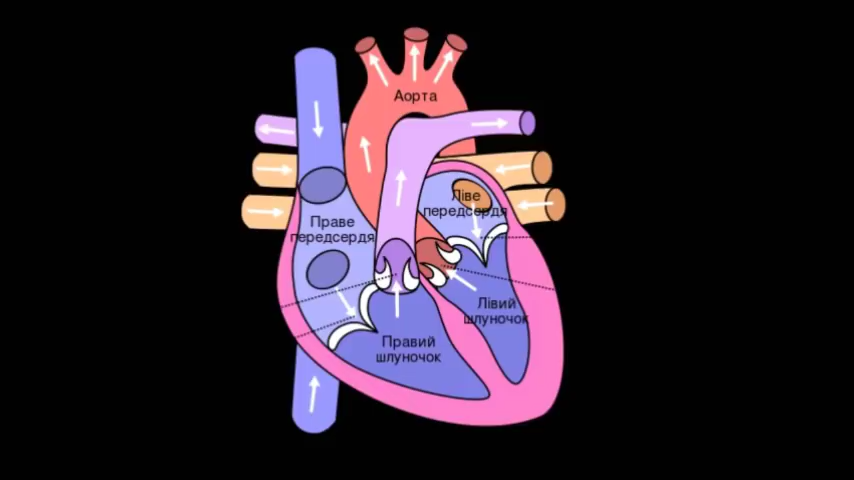 Аорта
Ліве
передсердя
Праве
передсердя
Лівий
шлуночок
Правий
шлуночок